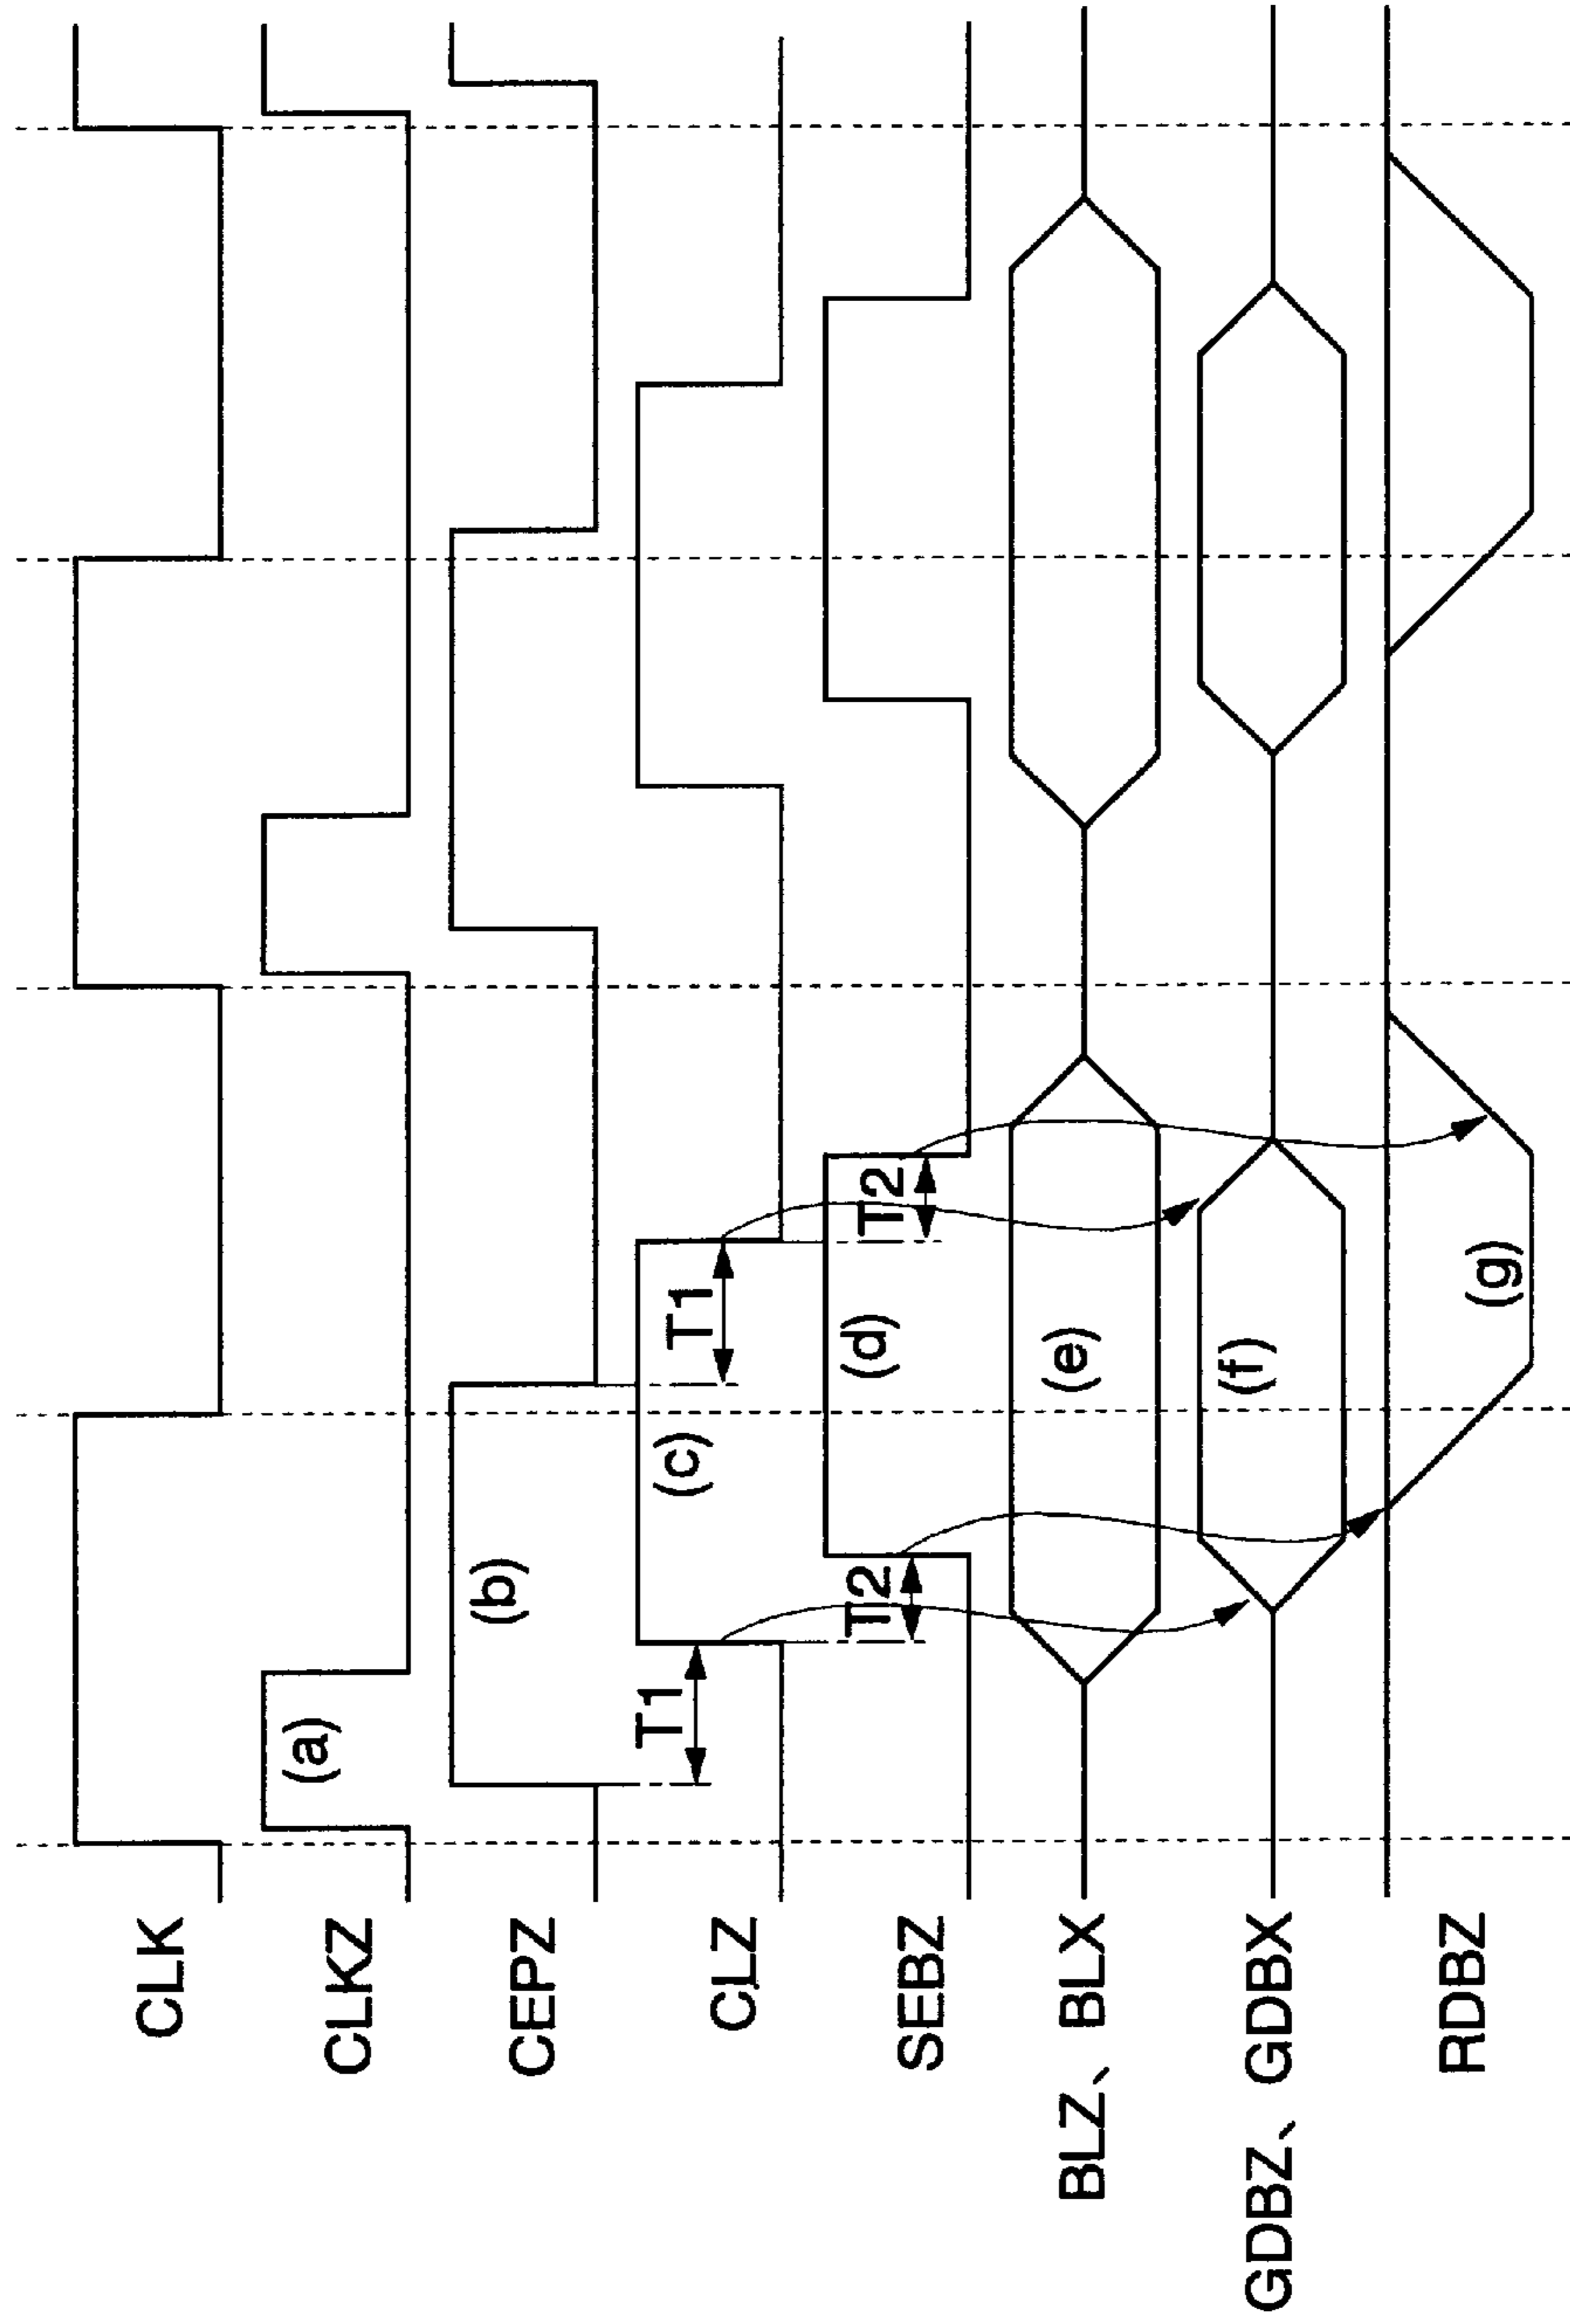 CLK
CLKZ
(a)
CEPZ
(b)
CLZ
T1
(c)
T1
SEBZ
T2
(d)
T2
BLZ、BLX
(e)
GDBZ、GDBX
(f)
RDBZ
(g)